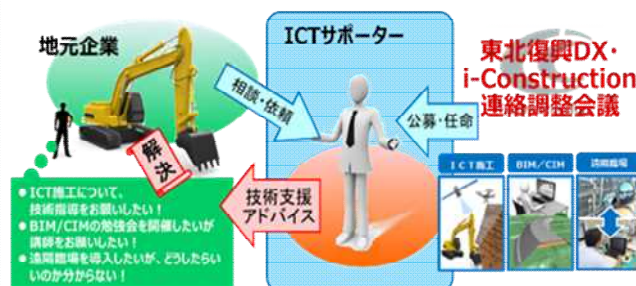 地元企業
ICTサポーター
東北復興DX・
i-Construction
連絡調整会議
相談・依頼
公募・任命
解決
技術支援
アドバイス
ICT施工
BIM/CIM
遠隔臨場
● ICT施工について、
技術指導をお願いしたい！
● BIM/CIMの勉強会を開催したいが
講師をお願いしたい！
● 遠隔臨場を導入したいが、どうしたらい
いのか分からない！